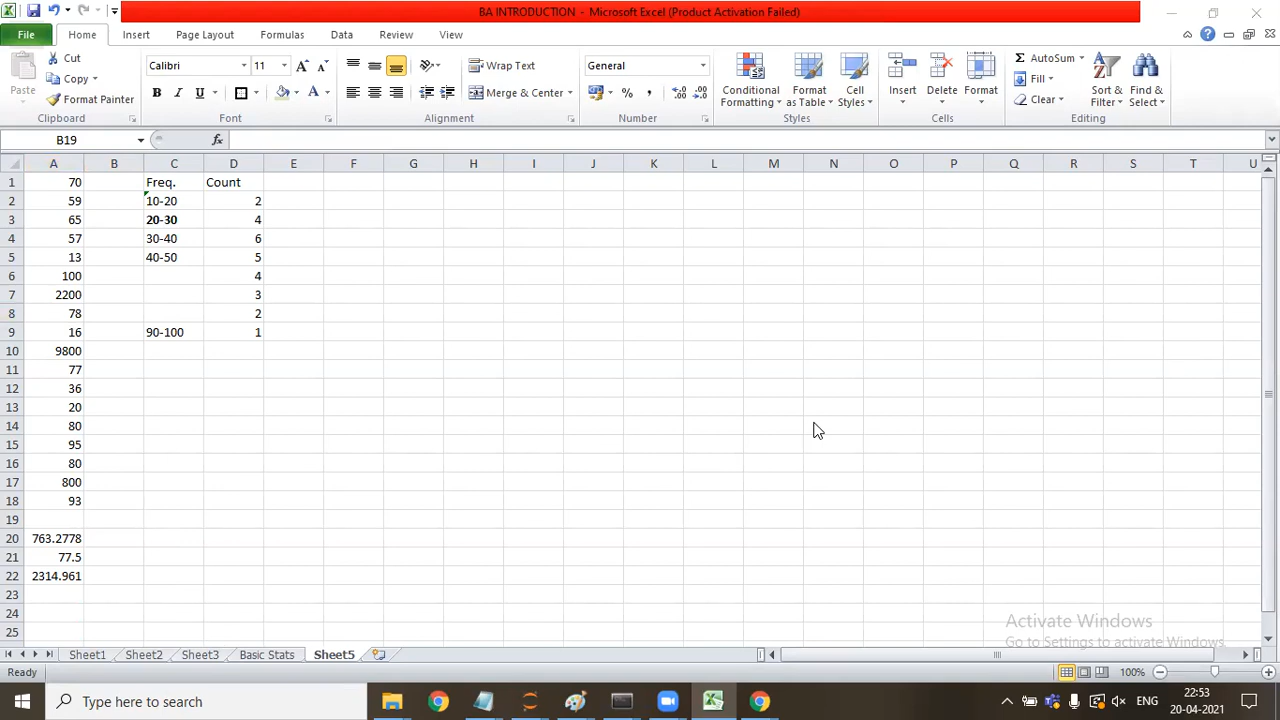 BA INTRODUCTION - Microsoft Excel (Product Activation Failed)
File Home Insert Page Layout Formulas Data Review View
Paste Cut Copy Format Painter
Calibri 11 General
B I U A
Wrap Text Merge & Center
%
Conditional Formatting Format as Table Cell Styles
Insert Delete Format
Σ AutoSum Fill Clear
Sort & Filter Find & Select
Clipboard Font Alignment Number Styles Cells Editing
B19 fx
A B C D E F G H I J K L M N O P Q R S T U
1 70 Freq. Count
2 59 10-20 2
3 65 20-30 4
4 57 30-40 6
5 13 40-50 5
6 100 4
7 2200 3
8 78 2
9 16 90-100 1
10 9800
11 77
12 36
13 20
14 80
15 95
16 80
17 800
18 93
19
20 763.2778
21 77.5
22 2314.961
23
24
25
Activate Windows
Go to Settings to activate Windows.
Sheet1 Sheet2 Sheet3 Basic Stats Sheet5
Ready 100%
Type here to search
ENG 22:53
20-04-2021